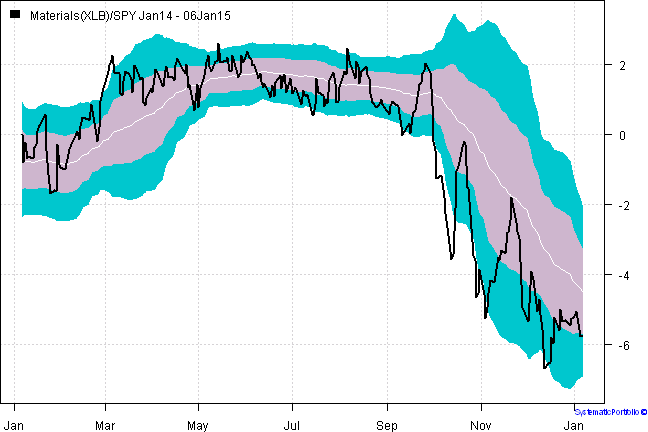 Materials(XLB)/SPY Jan14 - 06Jan15
2
0
-2
-4
-6
Jan Mar May Jul Sep Nov Jan
SystematicPortfolio ©